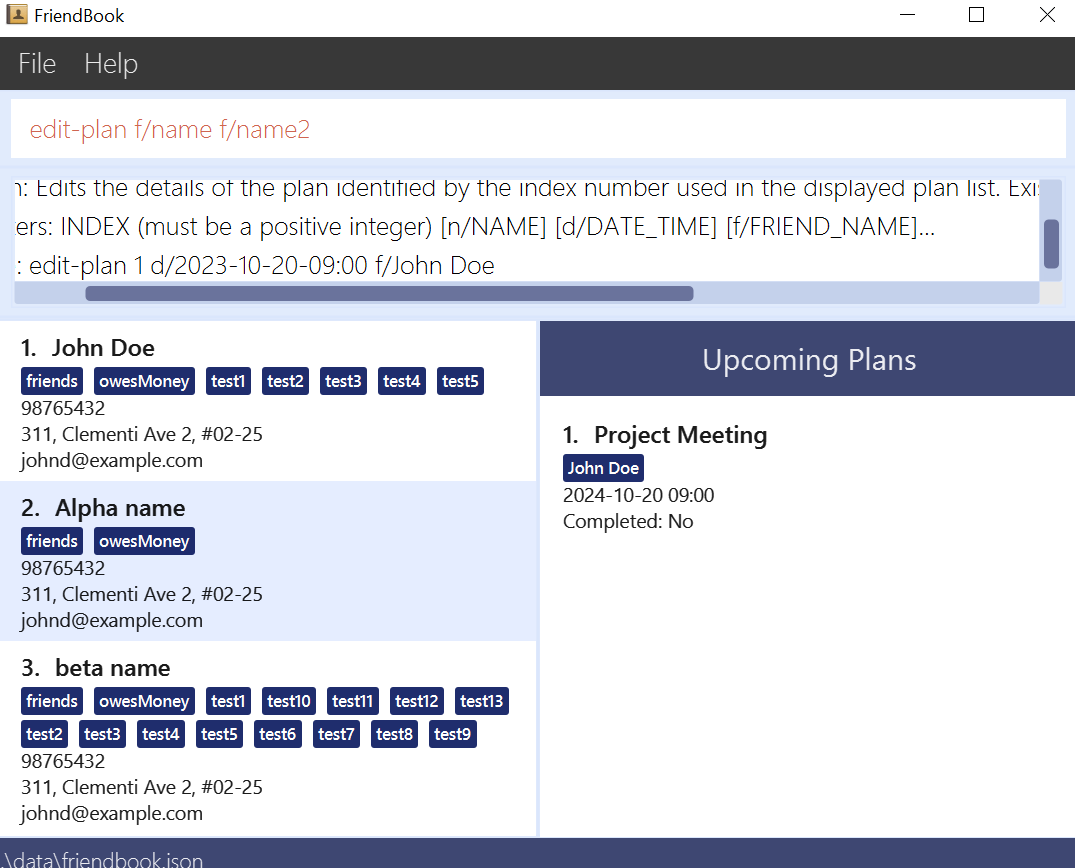 FriendBook
File Help
edit-plan f/name f/name2
: Edits the details of the plan identified by the index number used in the displayed plan list.
ers: INDEX (must be a positive integer) [n/NAME] [d/DATE_TIME] [f/FRIEND_NAME]...
: edit-plan 1 d/2023-10-20-09:00 f/John Doe
1. John Doe
friends owesMoney test1 test2 test3 test4 test5
98765432
311, Clementi Ave 2, #02-25
johnd@example.com
2. Alpha name
friends owesMoney
98765432
311, Clementi Ave 2, #02-25
johnd@example.com
3. beta name
friends owesMoney test1 test10 test11 test12 test13
test2 test3 test4 test5 test6 test7 test8 test9
98765432
311, Clementi Ave 2, #02-25
johnd@example.com
Upcoming Plans
1. Project Meeting
John Doe
2024-10-20 09:00
Completed: No
.\data\friendbook.json